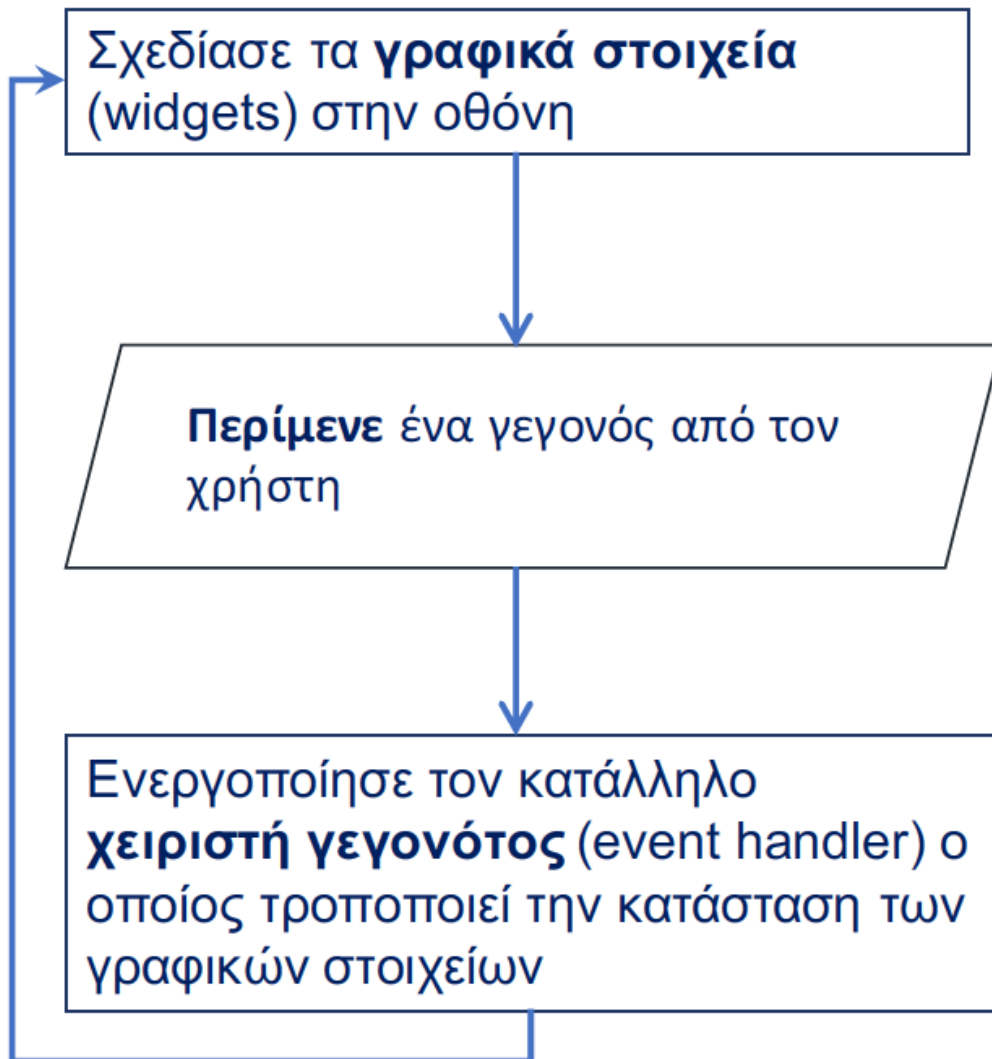 Σχεδίασε τα γραφικά στοιχεία
(widgets) στην οθόνη
Περίμενε ένα γεγονός από τον
χρήστη
Ενεργοποίησε τον κατάλληλο
χειριστή γεγονότος (event handler) ο
οποίος τροποποιεί την κατάσταση των
γραφικών στοιχείων